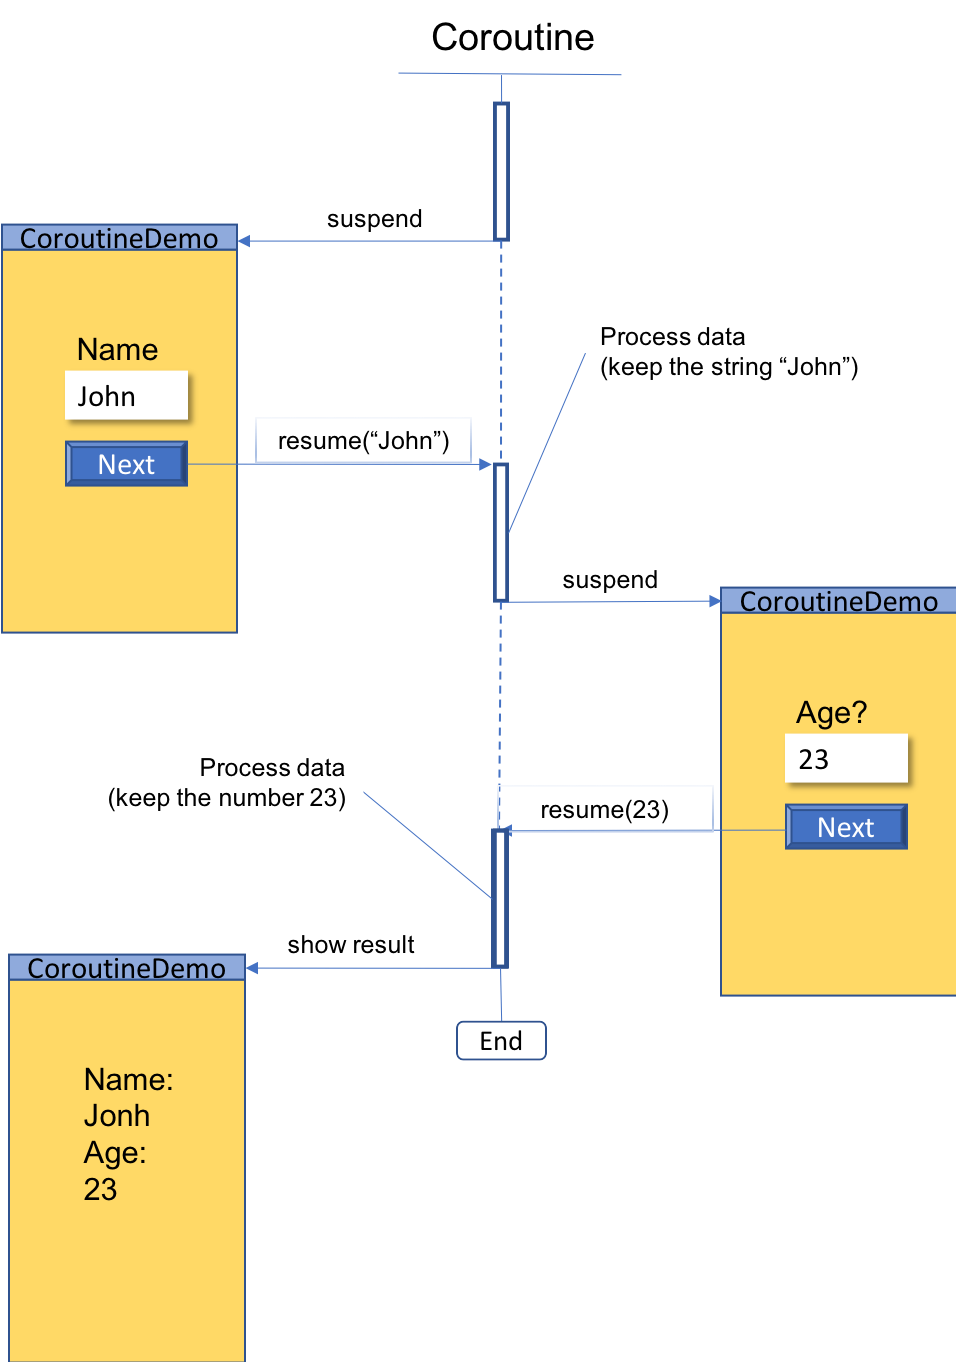 Coroutine
suspend
CoroutineDemo
Name
John
Next
resume(“John”)
Process data
(keep the string “John”)
suspend
CoroutineDemo
Age?
23
Next
resume(23)
Process data
(keep the number 23)
show result
CoroutineDemo
Name:
Jonh
Age:
23
End